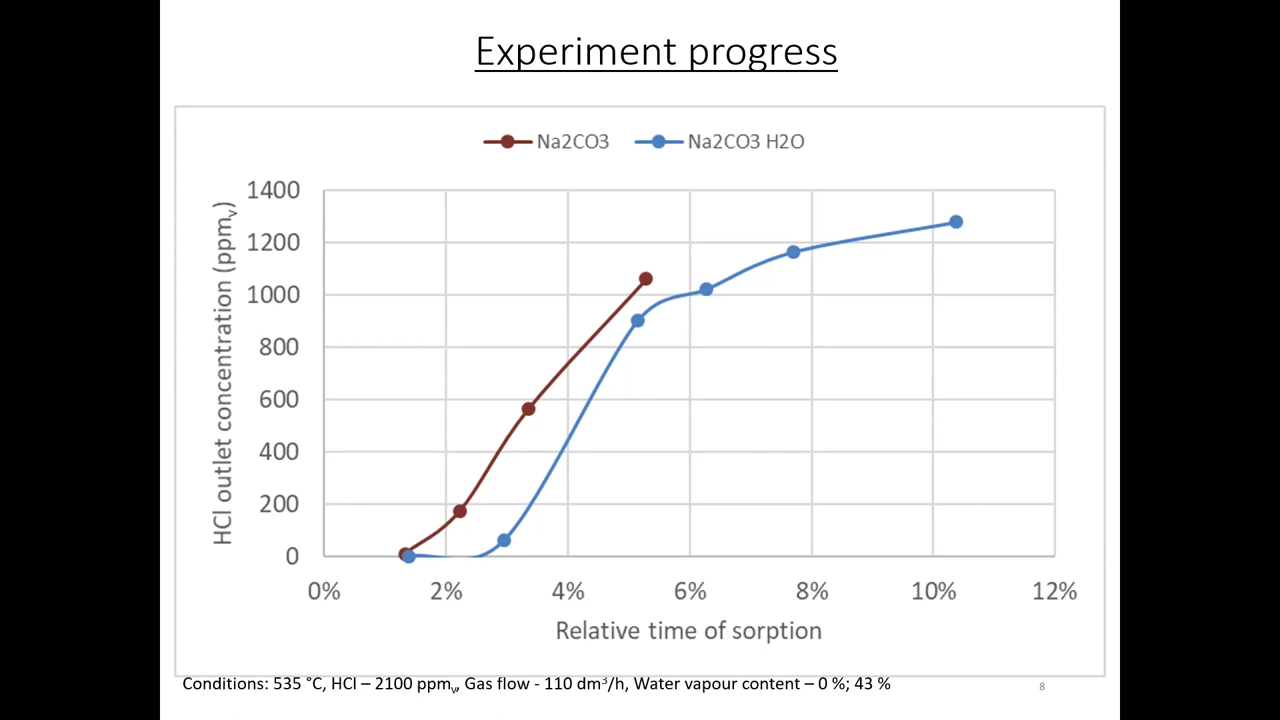 Experiment progress
Na2CO3 Na2CO3 H2O
HCl outlet concentration (ppmᵥ)
1400
1200
1000
800
600
400
200
0
0% 2% 4% 6% 8% 10% 12%
Relative time of sorption
Conditions: 535 °C, HCl – 2100 ppmᵥ, Gas flow - 110 dm³/h, Water vapour content – 0 %; 43 %
8